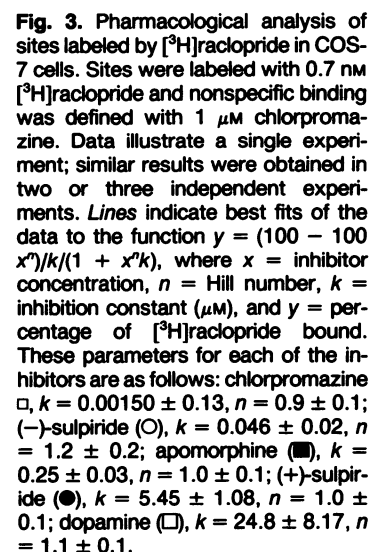 Fig. 3. Pharmacological analysis of
sites labeled by [³H]raclopride in COS-
7 cells. Sites were labeled with 0.7 nM
[³H]raclopride and nonspecific binding
was defined with 1 μM chlorproma-
zine. Data illustrate a single experi-
ment; similar results were obtained in
two or three independent experi-
ments. Lines indicate best fits of the
data to the function y = (100 − 100
xⁿ)/k/(1 + xⁿk), where x = inhibitor
concentration, n = Hill number, k =
inhibition constant (μM), and y = per-
centage of [³H]raclopride bound.
These parameters for each of the in-
hibitors are as follows: chlorpromazine
□, k = 0.00150 ± 0.13, n = 0.9 ± 0.1;
(−)-sulpiride (○), k = 0.046 ± 0.02, n
= 1.2 ± 0.2; apomorphine (■), k =
0.25 ± 0.03, n = 1.0 ± 0.1; (+)-sulpir-
ide (●), k = 5.45 ± 1.08, n = 1.0 ±
0.1; dopamine (□), k = 24.8 ± 8.17, n =
= 1.1 ± 0.1.